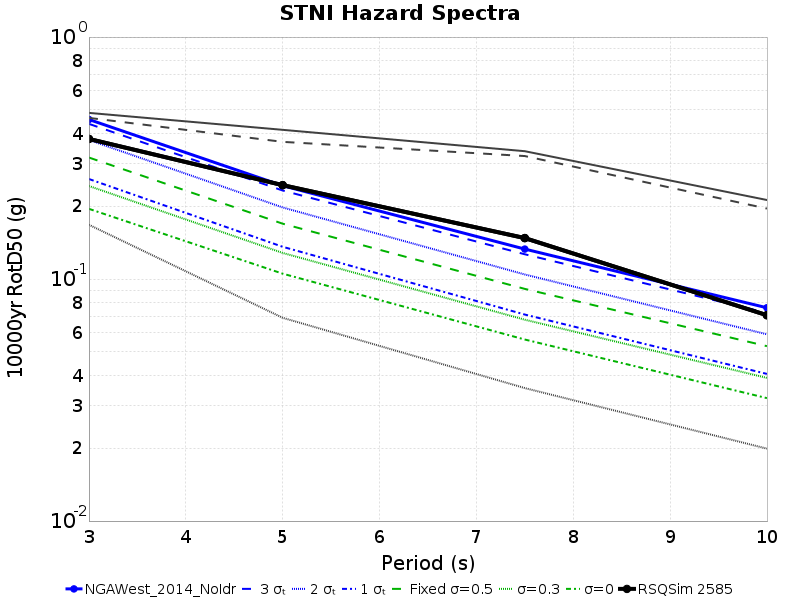 STNI Hazard Spectra
10000yr RotD50 (g)
10^0
8
6
4
3
2
10^-1
8
6
4
3
2
10^-2
3 4 5 6 7 8 9 10
Period (s)
NGAWest_2014_NoIdr 3 σₜ 2 σₜ 1 σₜ Fixed σ=0.5 σ=0.3 σ=0 RSQSim 2585